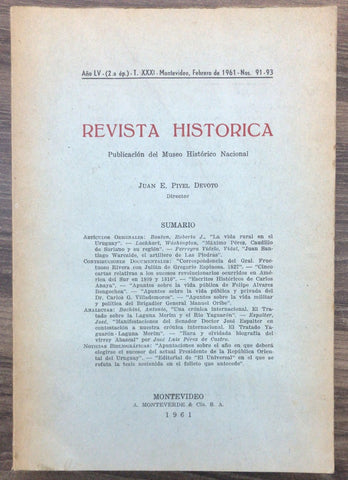 Año LV - (2.a ép.) - T. XXXI - Montevideo, Febrero de 1961 - Nos. 91-93
REVISTA HISTORICA
Publicación del Museo Histórico Nacional
JUAN E. PIVEL DEVOTO
Director
SUMARIO
ARTÍCULOS ORIGINALES: Bouton, Roberto J., "La vida rural en el
Uruguay". — Lockhart, Wáshington, "Máximo Pérez, Caudillo
de Soriano y su región". — Ferreyra Videla, Vidal, "Juan San-
tiago Warcalde, el artillero de Las Piedras".
CONTRIBUCIONES DOCUMENTALES: "Correspondencia del Gral. Fruc-
tuoso Rivera con Julián de Gregorio Espinosa, 1827". — "Cinco
cartas relativas a los sucesos revolucionarios ocurridos en Amé-
rica del Sur en 1809 y 1810". — "Escritos Históricos de Carlos
Anaya". — "Apuntes sobre la vida pública de Felipe Alvarez
Bengochea". — "Apuntes sobre la vida pública y privada del
Dr. Carlos G. Villademoros". — "Apuntes sobre la vida militar
y política del Brigadier General Manuel Oribe".
ANALECTAS: Bachini, Antonio, "Una crónica internacional. El Tra-
tado sobre la Laguna Merim y el Río Yaguarón". — Espalter,
José, "Manifestaciones del Senador Doctor José Espalter en
contestación a nuestra crónica internacional. El Tratado Ya-
guarón - Laguna Merim". — "Rara y olvidada biografía del
virrey Abascal" por José Luis Pérez de Castro.
NOTICIAS BIBLIOGRÁFICAS: "Apuntaciones sobre el año en que deberá
elegirse el sucesor del actual Presidente de la República Orien-
tal del Uruguay". — "Editorial de "El Universal" en el que se
refuta la tesis sostenida en el folleto que antecede".
MONTEVIDEO
A. MONTEVERDE & Cía. S. A.
1961